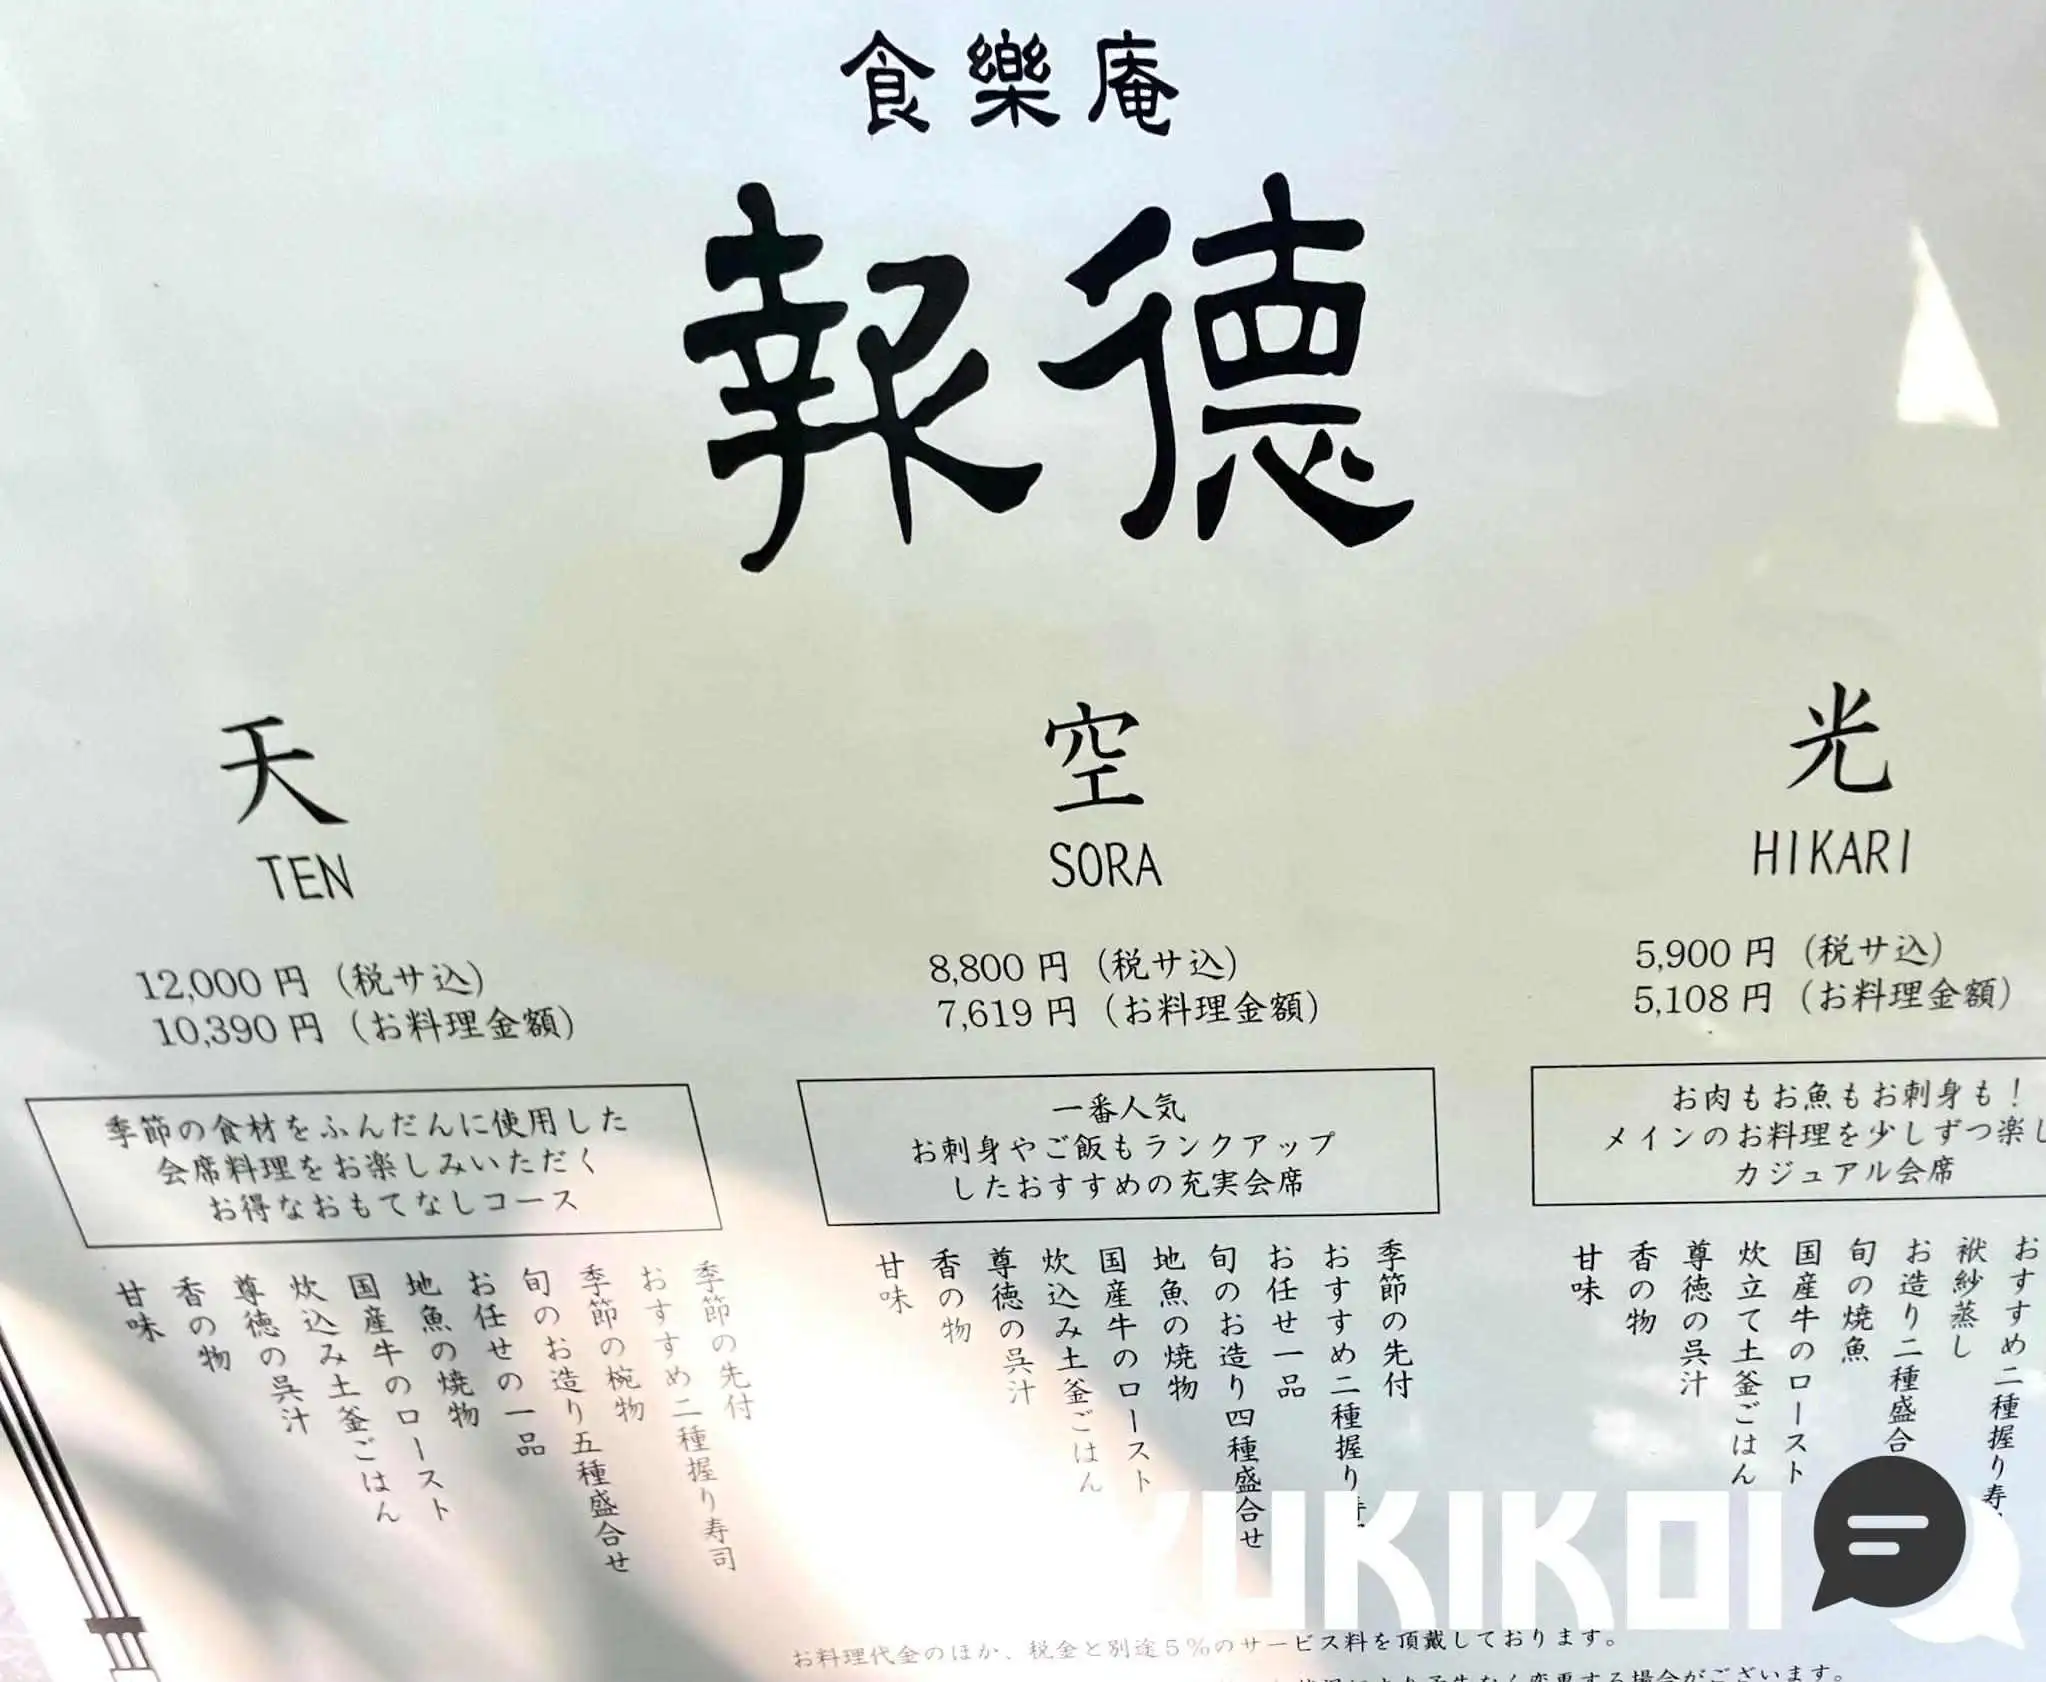 食樂庵
報徳
天
TEN
12,000円（税サ込）
10,390円（お料理金額）
季節の食材をふんだんに使用した
会席料理をお楽しみいただく
お得なおもてなしコース
季節の先付
おすすめ二種握り寿司
季節の椀物
旬のお造り五種盛合せ
お任せの一品
地魚の焼物
国産牛のロースト
炊込み土釜ごはん
尊徳の呉汁
香の物
甘味
空
SORA
8,800円（税サ込）
7,619円（お料理金額）
一番人気
お刺身やご飯もランクアップ
したおすすめの充実会席
季節の先付
おすすめ二種握り
お任せ一品
旬のお造り四種盛合せ
地魚の焼物
国産牛のロースト
炊込み土釜ごはん
尊徳の呉汁
香の物
甘味
光
HIKARI
5,900円（税サ込）
5,108円（お料理金額）
お肉もお魚もお刺身も！
メインのお料理を少しずつ楽し
カジュアル会席
おすすめ二種握り寿
袱紗蒸し
お造り二種盛合
旬の焼魚
国産牛のロースト
炊立て土釜ごはん
尊徳の呉汁
香の物
甘味
お料理代金のほか、税金と別途5%のサービス料を頂戴しております。
により予告なく変更する場合がございます。
YUKIKOI